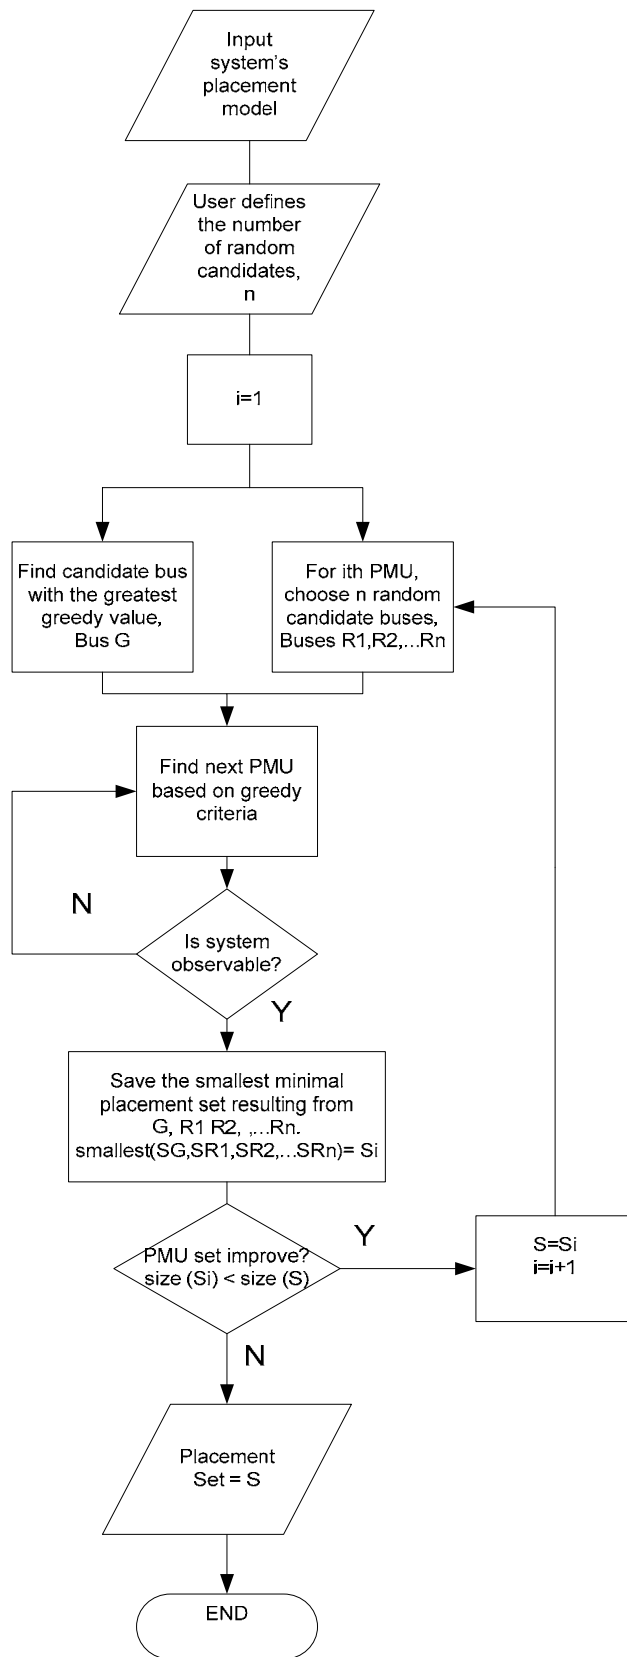 Input
system's
placement
model
User defines
the number
of random
candidates,
n
i=1
Find candidate bus
with the greatest
greedy value,
Bus G
For ith PMU,
choose n random
candidate buses,
Buses R1,R2,...Rn
Find next PMU
based on greedy
criteria
N
Is system
observable?
Y
Save the smallest minimal
placement set resulting from
G, R1 R2, ,...Rn.
smallest(SG,SR1,SR2,...SRn)= Si
PMU set improve?
size (Si) < size (S)
Y
S=Si
i=i+1
N
Placement
Set = S
END